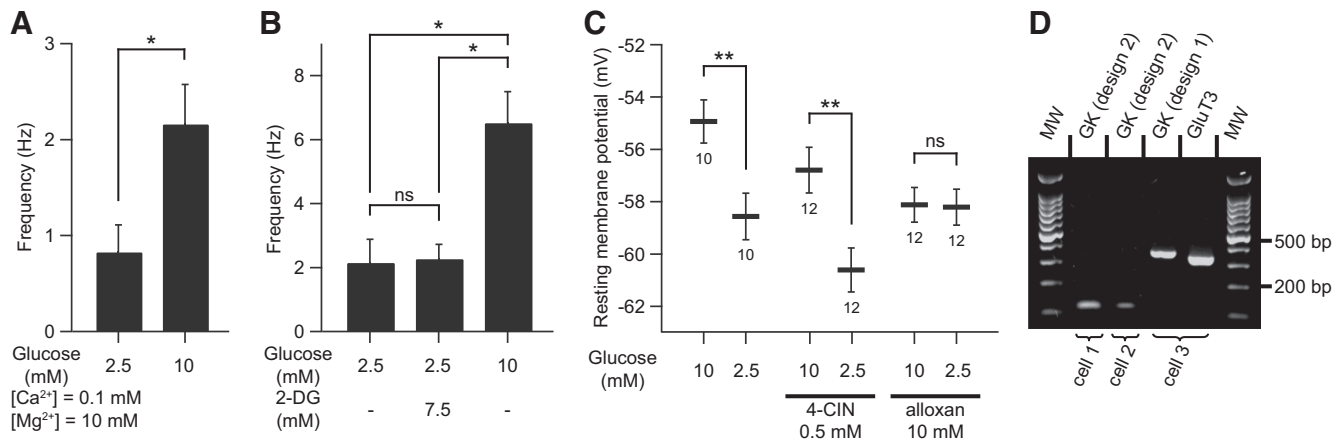 A
Frequency (Hz)
3
2
1
0
*
Glucose (mM)
2.5
10
[Ca²⁺] = 0.1 mM
[Mg²⁺] = 10 mM
B
Frequency (Hz)
8
6
4
2
0
*
*
ns
Glucose (mM)
2.5
2.5
10
2-DG (mM)
-
7.5
-
C
Resting membrane potential (mV)
-52
-54
-56
-58
-60
-62
**
**
ns
10
10
12
12
12
12
Glucose (mM)
10
2.5
10
2.5
10
2.5
4-CIN
0.5 mM
alloxan
10 mM
D
MW
GK (design 2)
GK (design 2)
GK (design 1)
GluT3
MW
500 bp
200 bp
cell 1
cell 2
cell 3